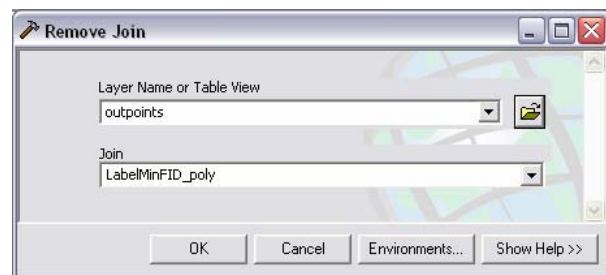 Remove Join
Layer Name or Table View
outpoints
Join
LabelMinFID_poly
OK Cancel Environments... Show Help >>